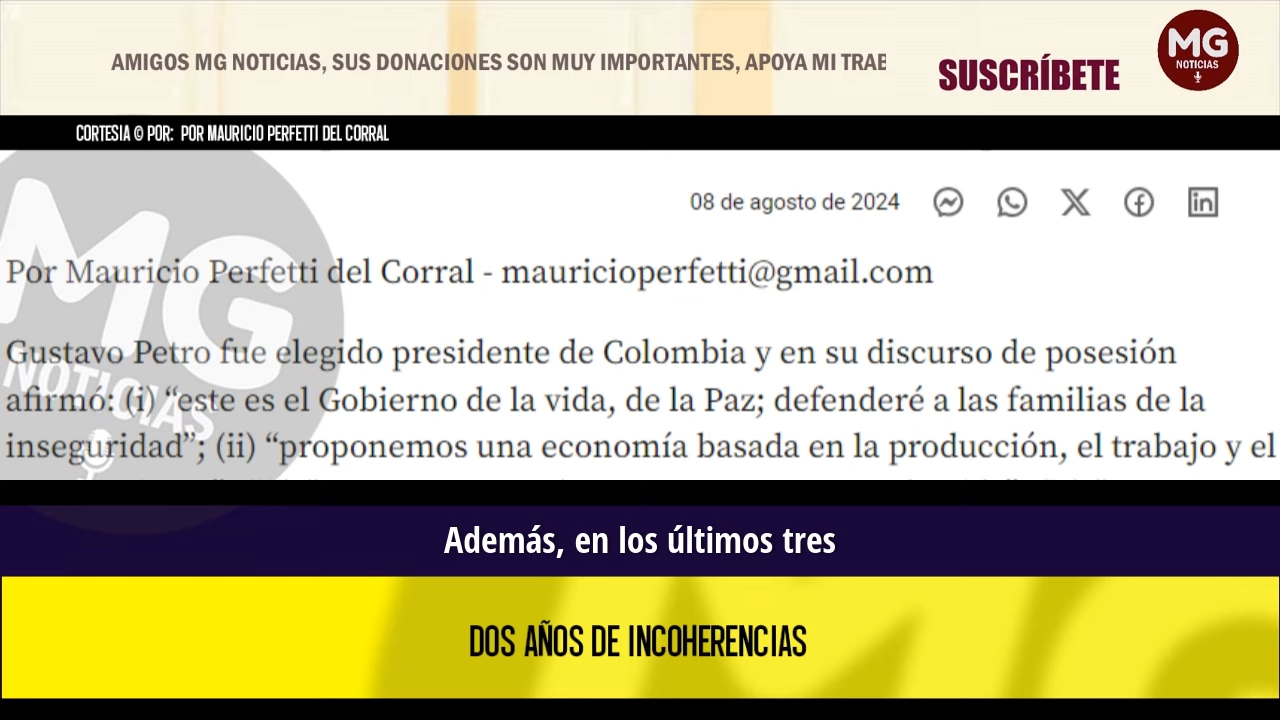 AMIGOS MG NOTICIAS, SUS DONACIONES SON MUY IMPORTANTES, APOYA MI
SUSCRÍBETE
MG
NOTICIAS
CORTESIA © POR: POR MAURICIO PERFETTI DEL CORRAL
08 de agosto de 2024
Por Mauricio Perfetti del Corral - mauricioperfetti@gmail.com
Gustavo Petro fue elegido presidente de Colombia y en su discurso de posesión
afirmó: (i) “este es el Gobierno de la vida, de la Paz; defenderé a las familias de la
inseguridad”; (ii) “proponemos una economía basada en la producción, el trabajo y el
MG
NOTICIAS
Además, en los últimos tres
DOS AÑOS DE INCOHERENCIAS